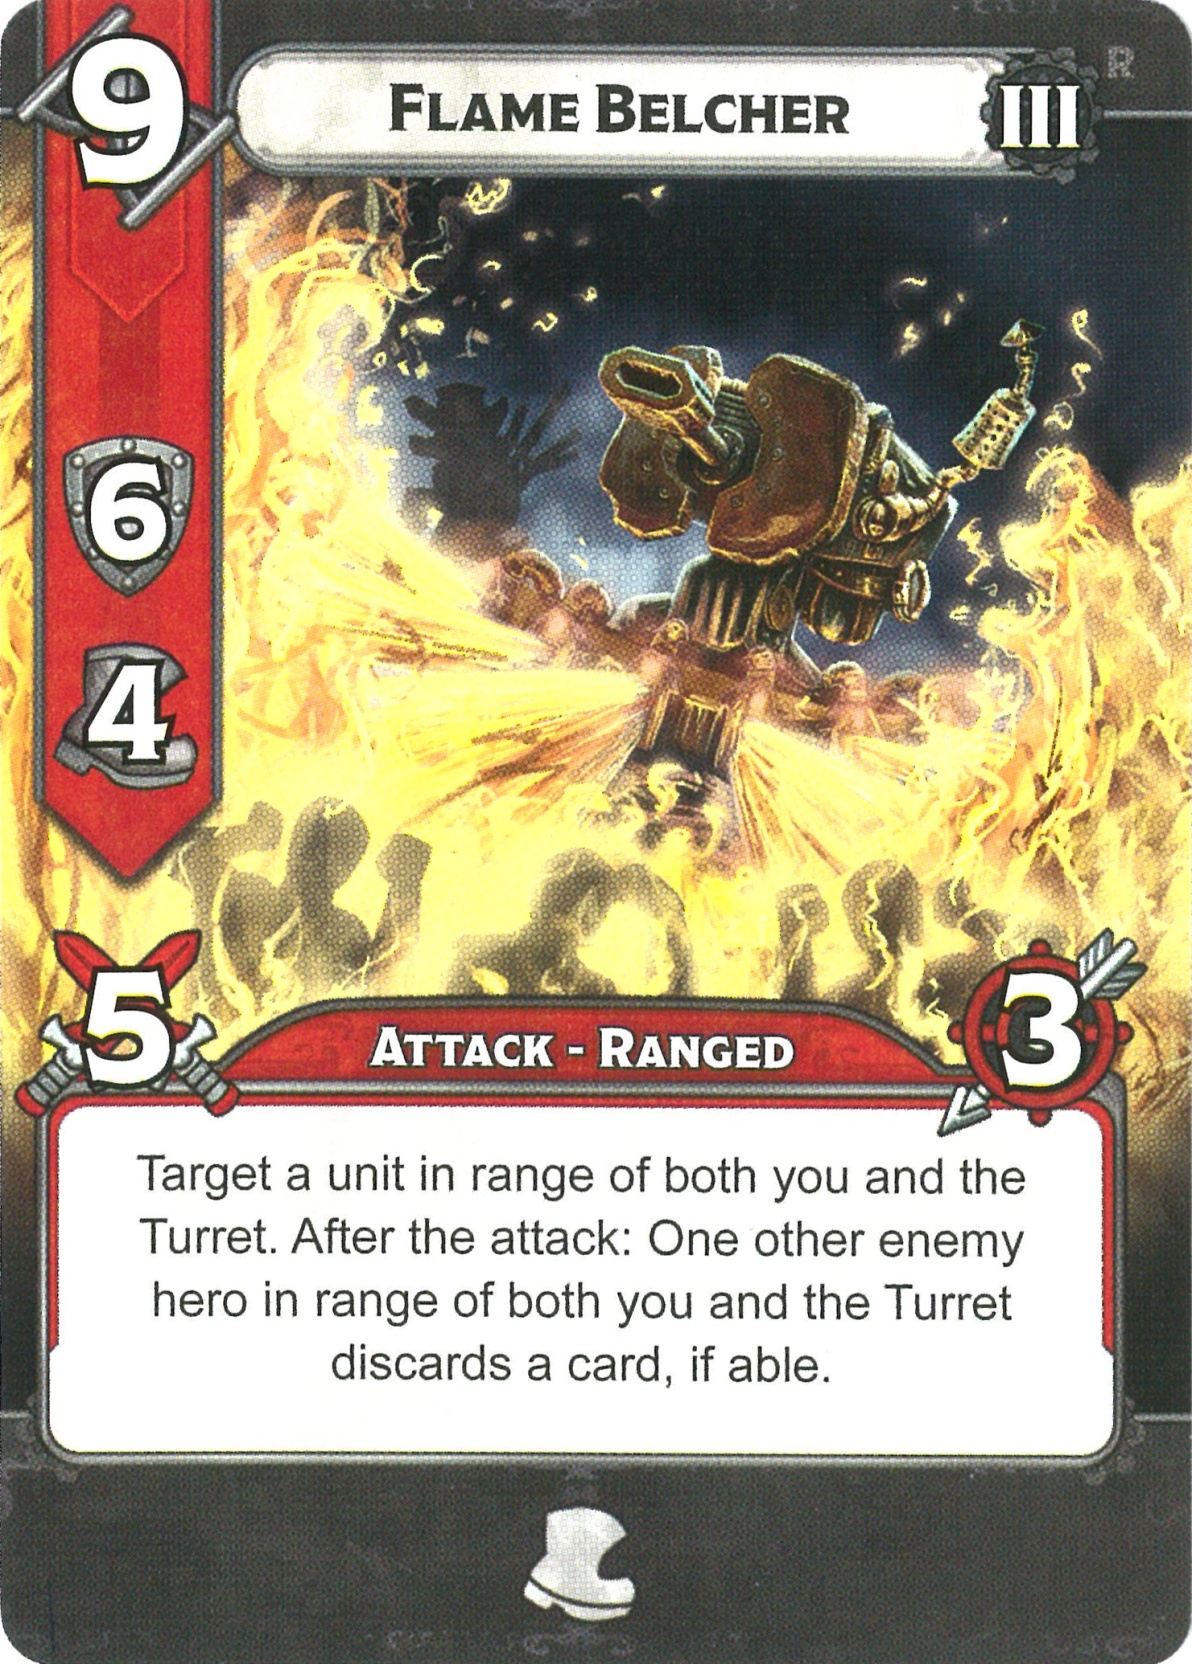 9
FLAME BELCHER
III
R
6
4
5
ATTACK - RANGED
3
Target a unit in range of both you and the
Turret. After the attack: One other enemy
hero in range of both you and the Turret
discards a card, if able.